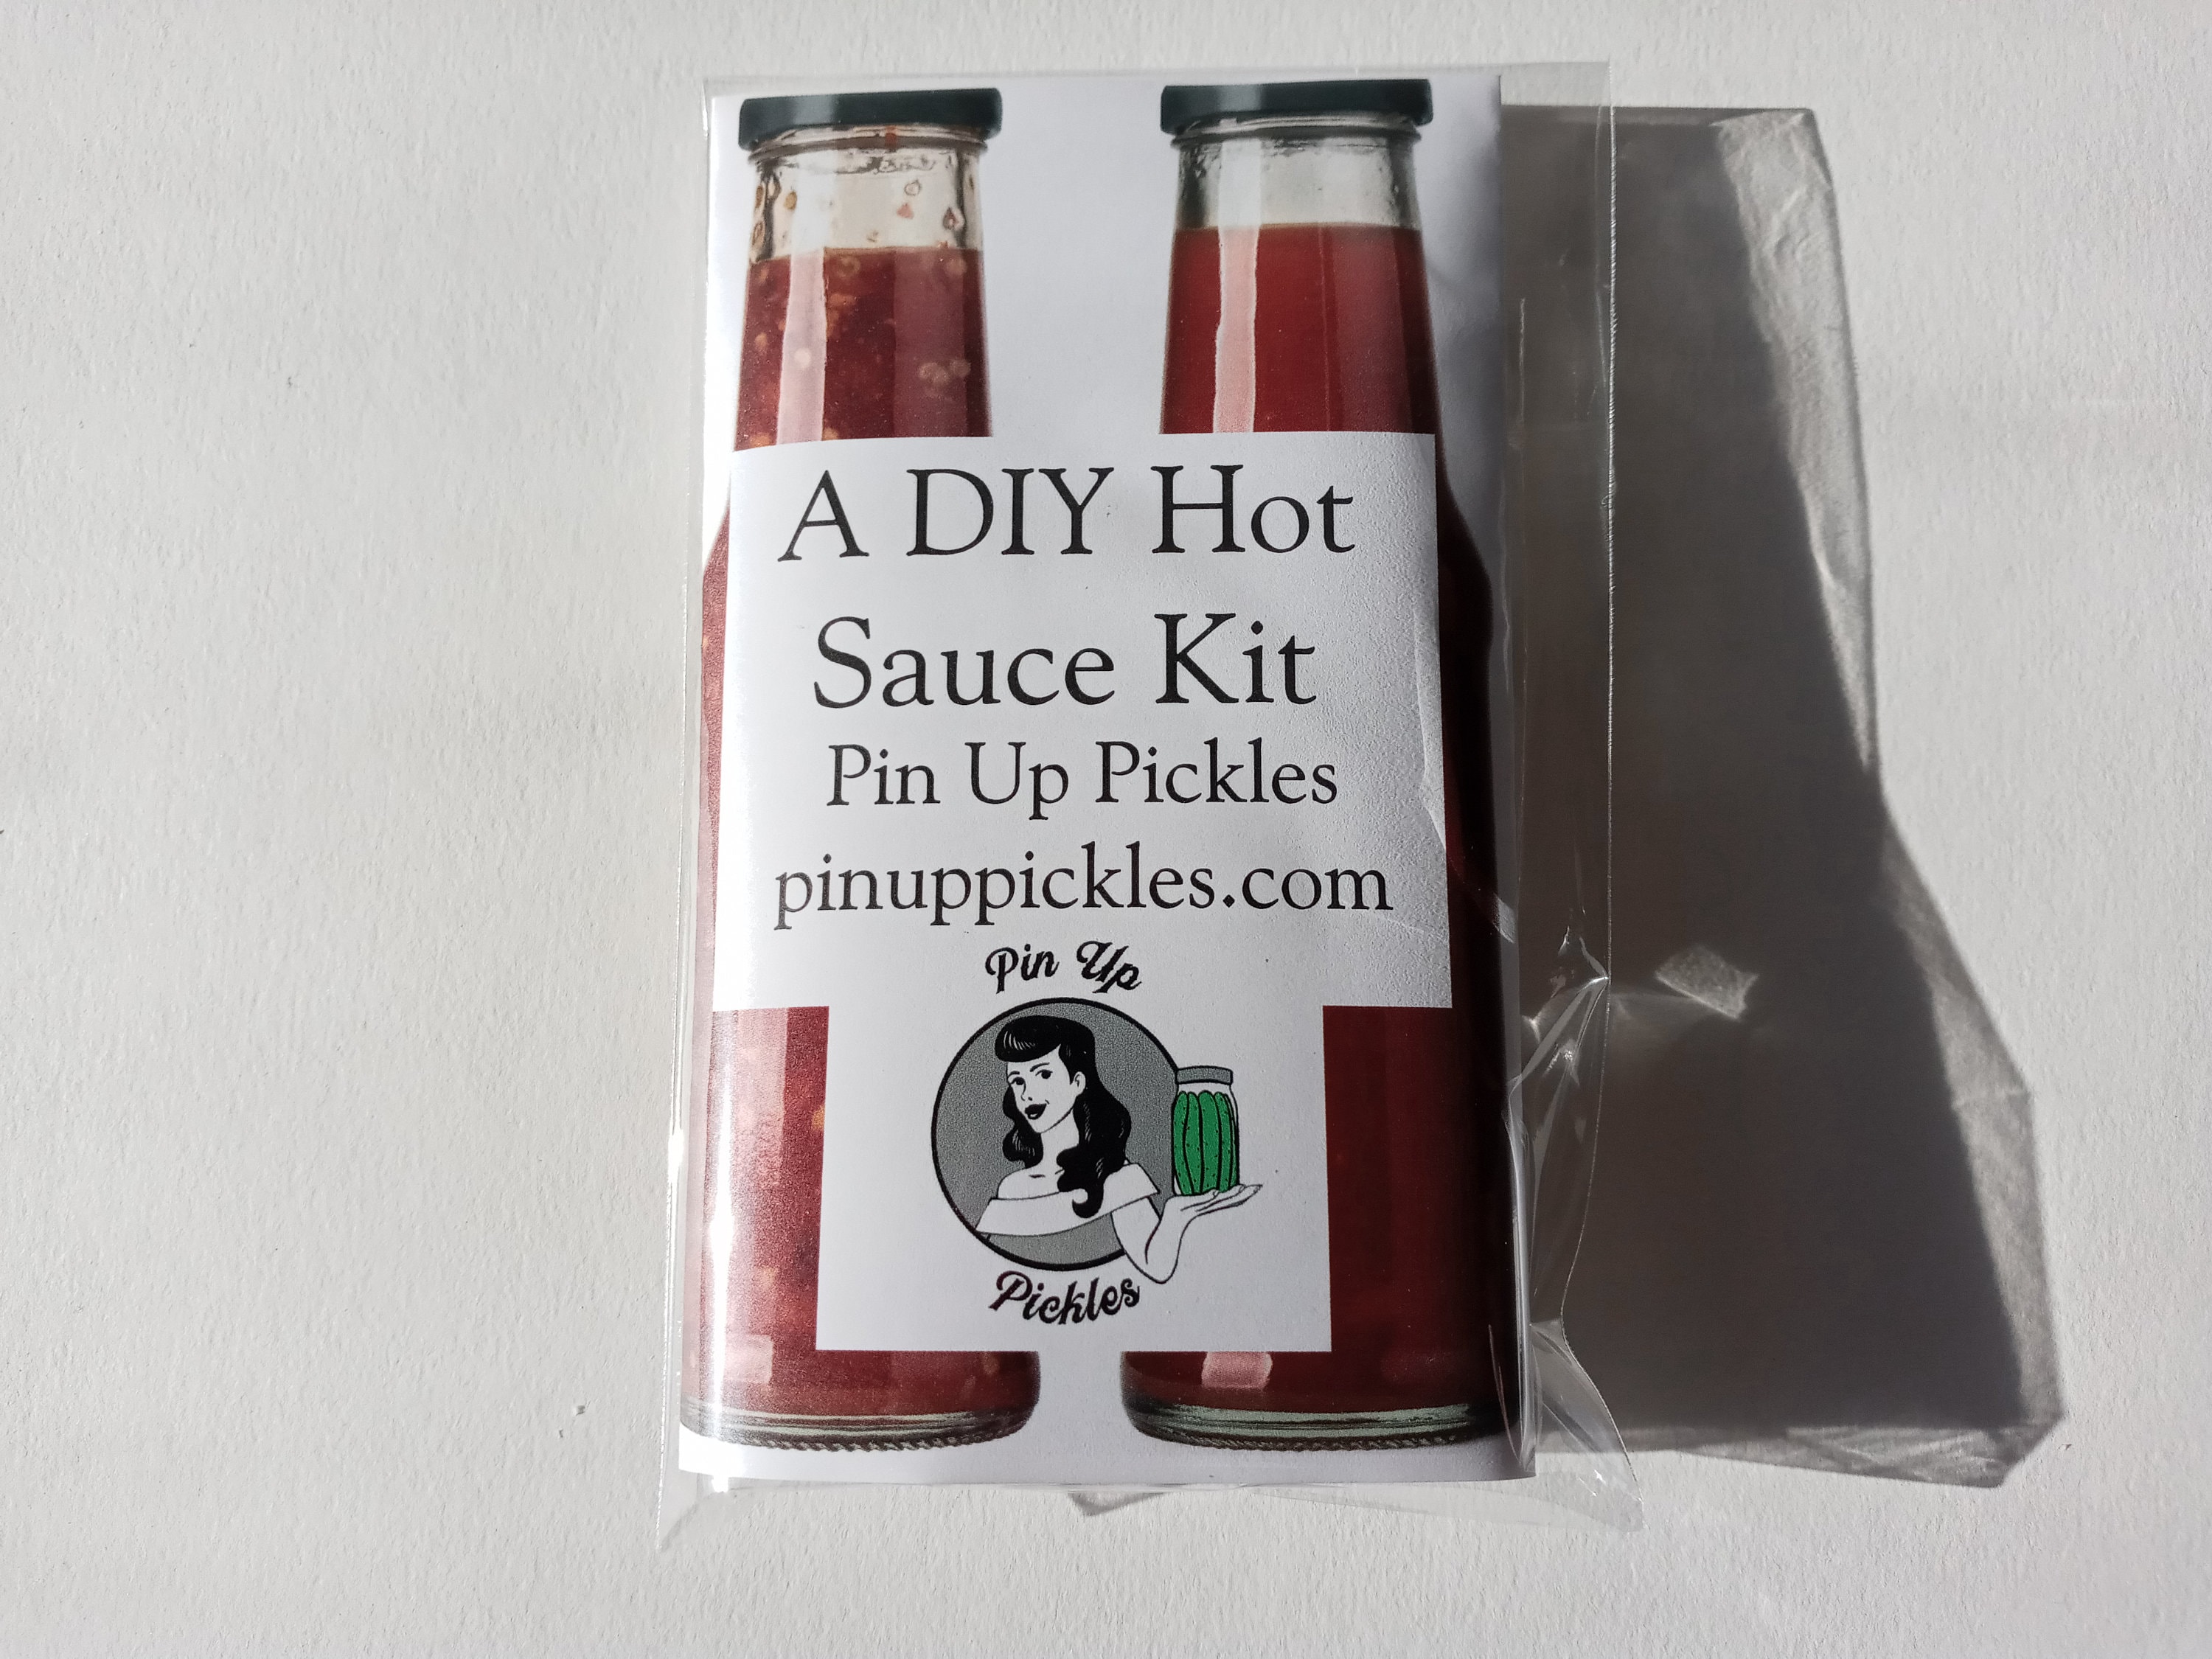 A DIY Hot
Sauce Kit
Pin Up Pickles
pinuppickles.com
Pin Up
Pickles